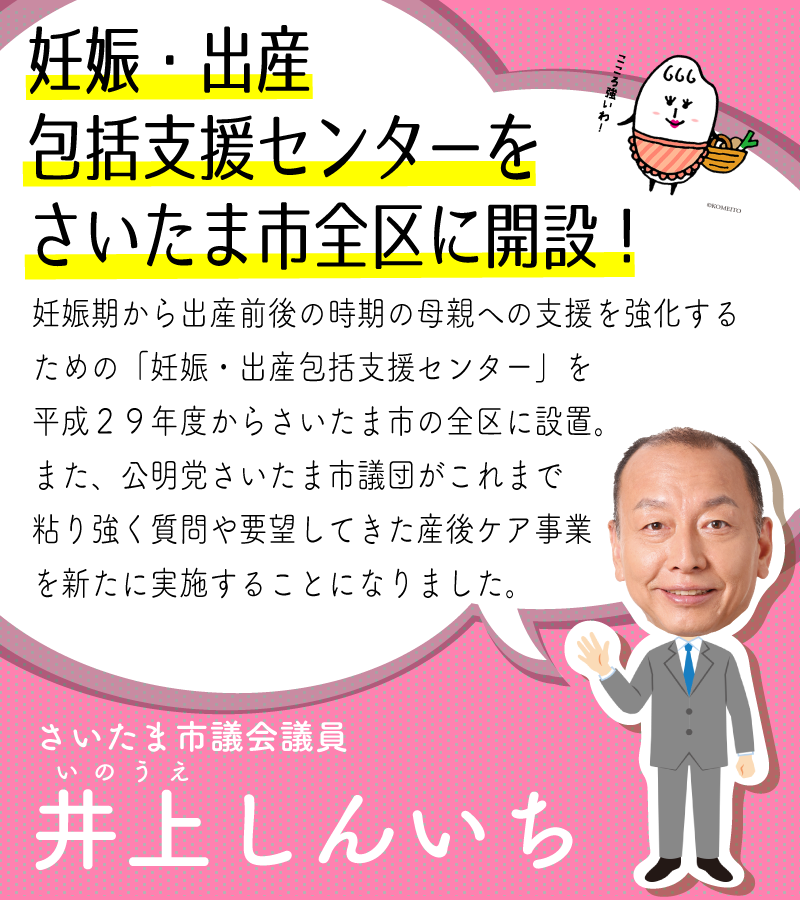 妊娠・出産
包括支援センターを
さいたま市全区に開設！
こころ強いわ！
©KOMEITO
妊娠期から出産前後の時期の母親への支援を強化する
ための「妊娠・出産包括支援センター」を
平成２９年度からさいたま市の全区に設置。
また、公明党さいたま市議団がこれまで
粘り強く質問や要望してきた産後ケア事業
を新たに実施することになりました。
さいたま市議会議員
いのうえ
井上しんいち